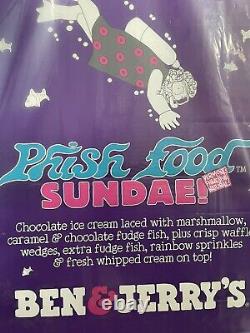 Phish Food™
SUNDAE!
Chocolate ice cream laced with marshmallow,
caramel & chocolate fudge fish, plus crisp waffle
wedges, extra fudge fish, rainbow sprinkles
& fresh whipped cream on top!
BEN & JERRY'S